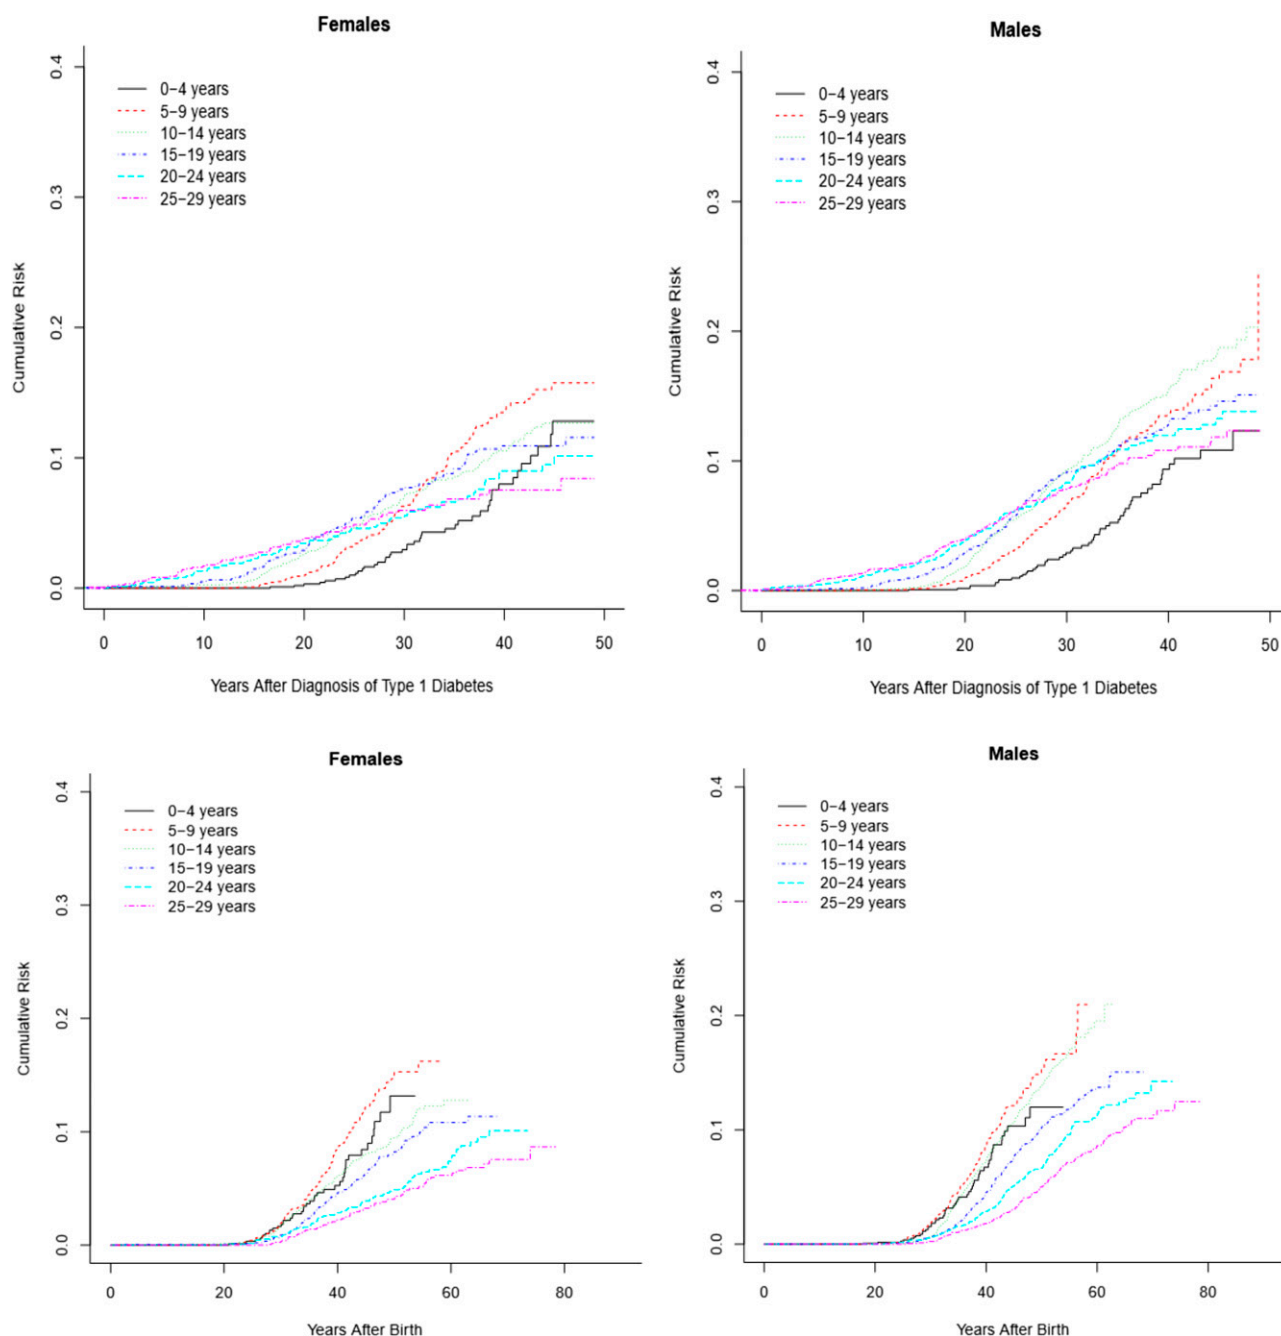 Females
Cumulative Risk
0.4
0.3
0.2
0.1
0.0
0−4 years
5−9 years
10−14 years
15−19 years
20−24 years
25−29 years
0 10 20 30 40 50
Years After Diagnosis of Type 1 Diabetes
Males
Cumulative Risk
0.4
0.3
0.2
0.1
0.0
0−4 years
5−9 years
10−14 years
15−19 years
20−24 years
25−29 years
0 10 20 30 40 50
Years After Diagnosis of Type 1 Diabetes
Females
Cumulative Risk
0.4
0.3
0.2
0.1
0.0
0−4 years
5−9 years
10−14 years
15−19 years
20−24 years
25−29 years
0 20 40 60 80
Years After Birth
Males
Cumulative Risk
0.4
0.3
0.2
0.1
0.0
0−4 years
5−9 years
10−14 years
15−19 years
20−24 years
25−29 years
0 20 40 60 80
Years After Birth